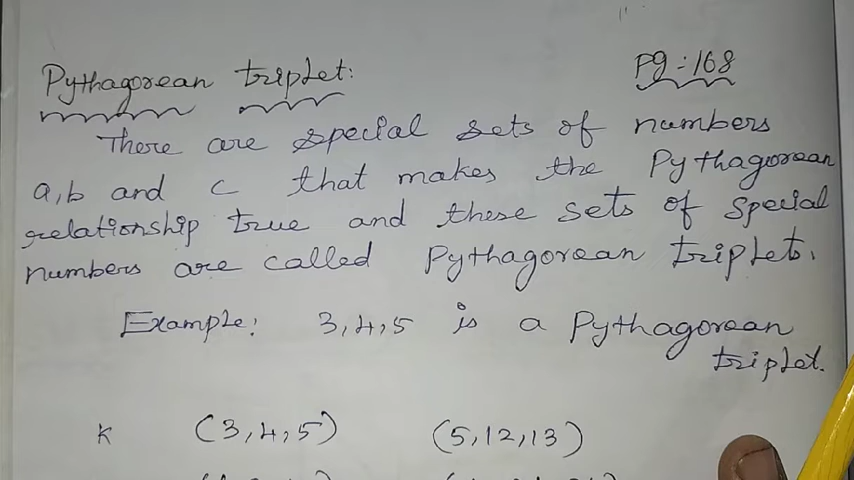 Pythagorean triplet:
Pg:168
There are special sets of numbers
a,b and c that makes the Pythagorean
relationship true and these sets of special
numbers are called Pythagorean triplets.
Example: 3,4,5 is a Pythagorean
triplet.
K (3,4,5) (5,12,13)